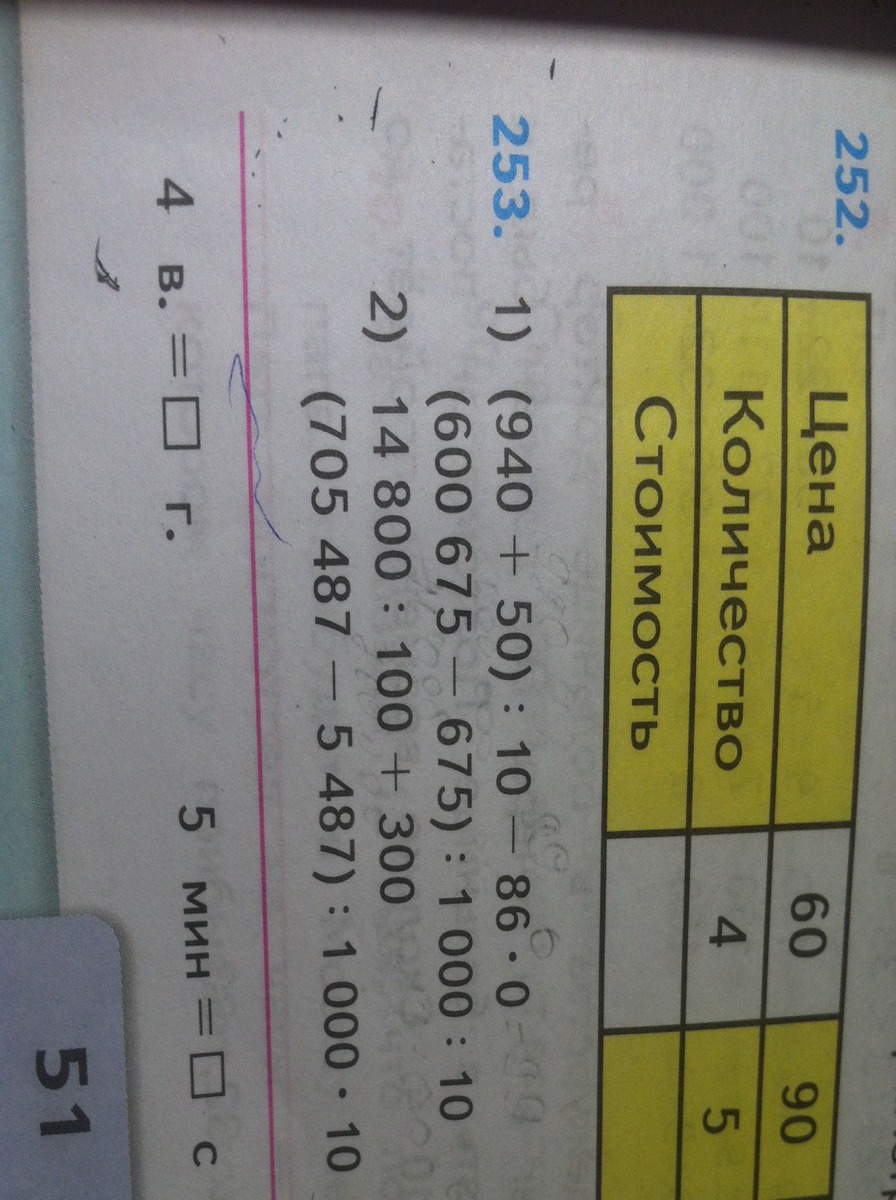 252.
Цена 60 90
Количество 4 5
Стоимость
253. 1) (940 + 50) : 10 − 86 · 0
(600 675 − 675) : 1 000 : 10
2) 14 800 : 100 + 300
(705 487 − 5 487) : 1 000 · 10
4 в. = □ г. 5 мин = □ с
51